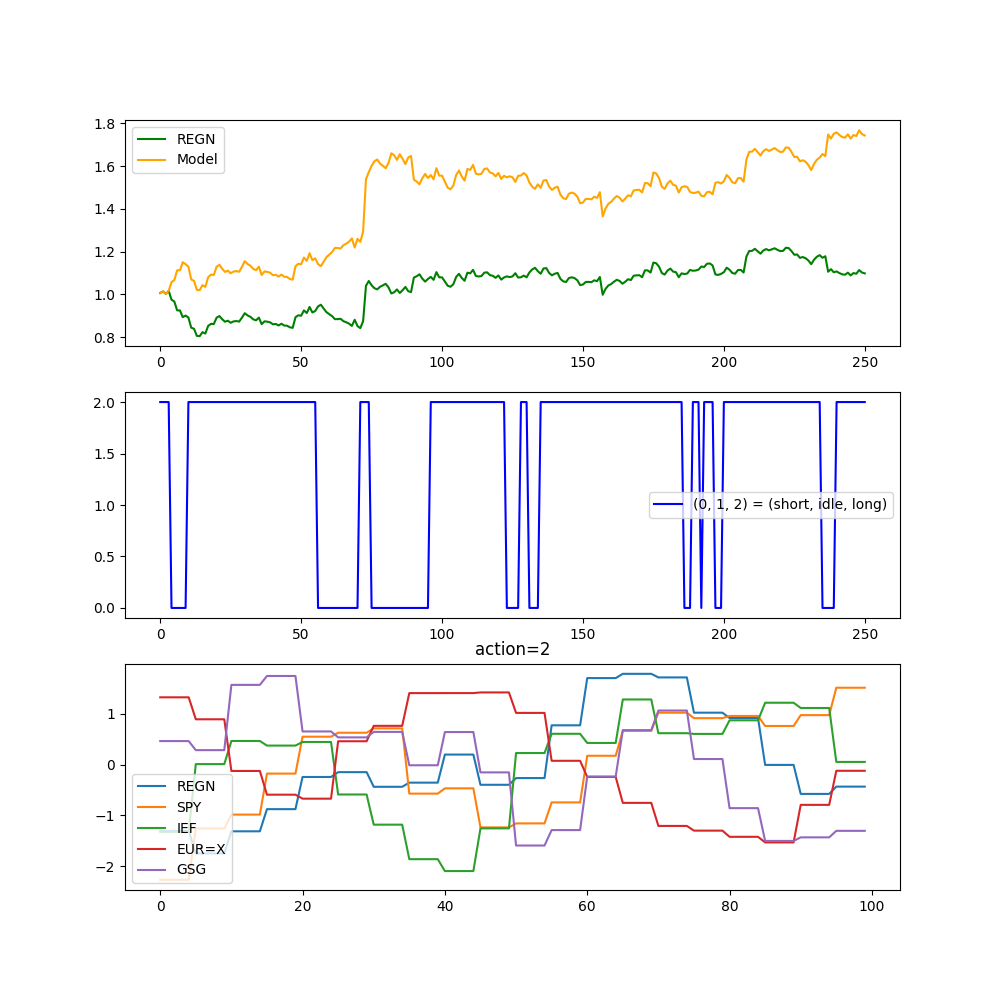 1.8
1.6
1.4
1.2
1.0
0.8
REGN
Model
0 50 100 150 200 250
2.0
1.5
1.0
0.5
0.0
(0, 1, 2) = (short, idle, long)
0 50 100 150 200 250
action=2
1
0
−1
−2
REGN
SPY
IEF
EUR=X
GSG
0 20 40 60 80 100